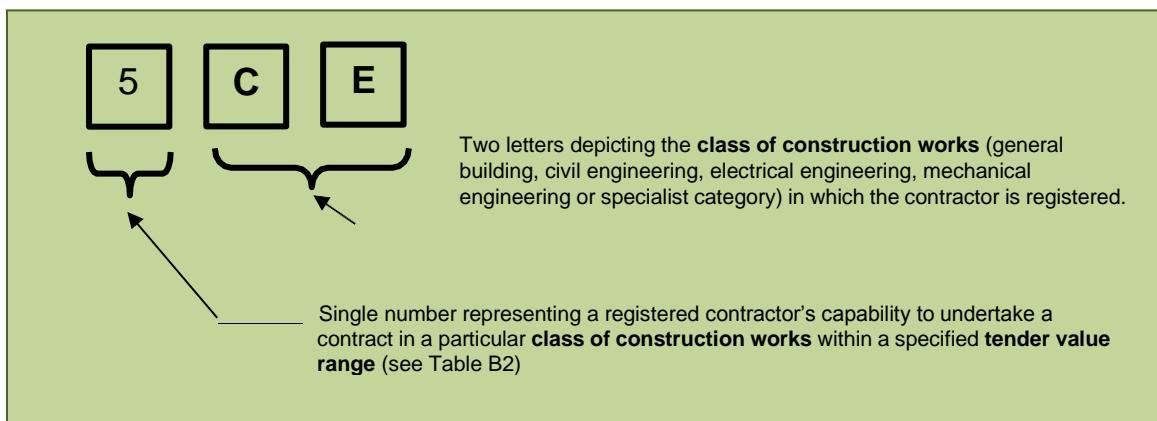 5 C E
Two letters depicting the class of construction works (general
building, civil engineering, electrical engineering, mechanical
engineering or specialist category) in which the contractor is registered.
Single number representing a registered contractor’s capability to undertake a
contract in a particular class of construction works within a specified tender value
range (see Table B2)